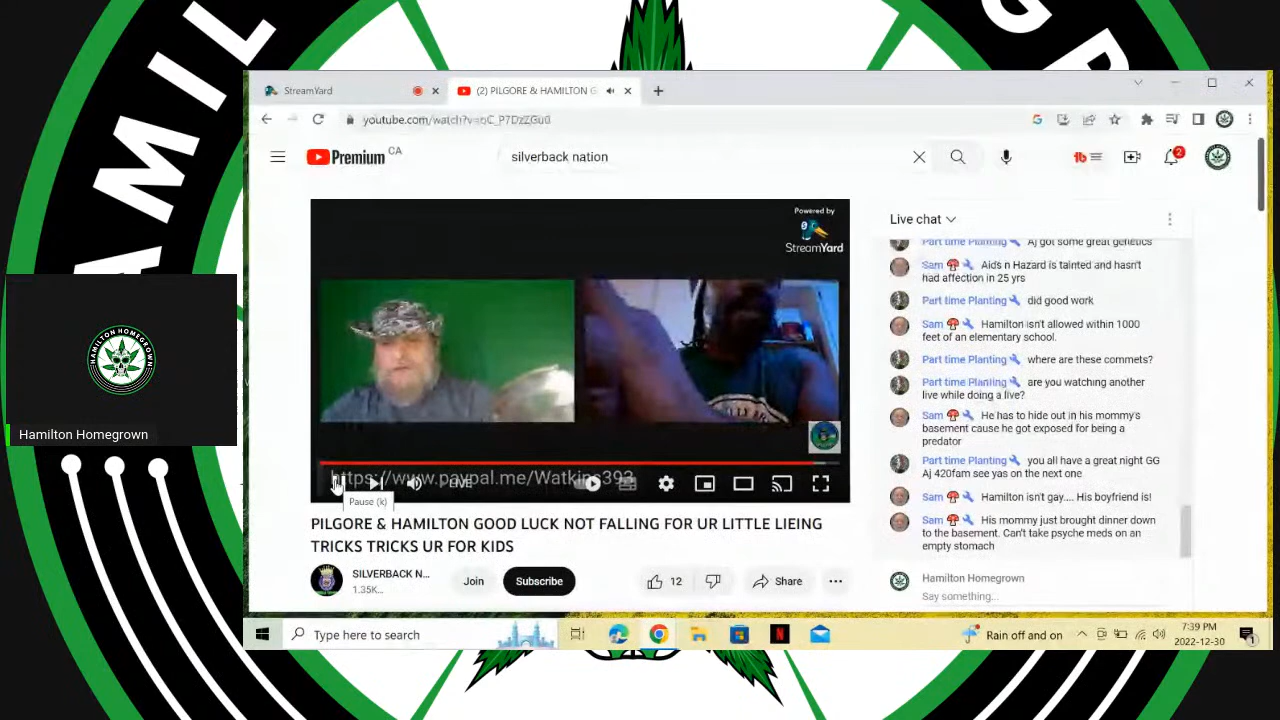 AMIL
GR
StreamYard
(2) PILGORE & HAMILTON G
Premium CA
silverback nation
2
Powered by
StreamYard
https://www.paypal.me/Watkins393
LIVE
Pause (k)
PILGORE & HAMILTON GOOD LUCK NOT FALLING FOR UR LITTLE LIEING
TRICKS TRICKS UR FOR KIDS
SILVERBACK N...
1.35K...
Join
Subscribe
12
Share
Live chat
Part time Planting Aj got some great genetics
Sam Aids n Hazard is tainted and hasn't
had affection in 25 yrs
Part time Planting did good work
Sam Hamilton isn't allowed within 1000
feet of an elementary school.
Part time Planting where are these commets?
Part time Planting are you watching another
live while doing a live?
Sam He has to hide out in his mommy's
basement cause he got exposed for being a
predator
Part time Planting you all have a great night GG
Aj 420fam see yas on the next one
Sam Hamilton isn't gay.... His boyfriend is!
Sam His mommy just brought dinner down
to the basement. Can't take psyche meds on an
empty stomach
Hamilton Homegrown
Say something...
HAMILTON HOMEGROWN
Hamilton Homegrown
Type here to search
Rain off and on
7:39 PM
2022-12-30
1